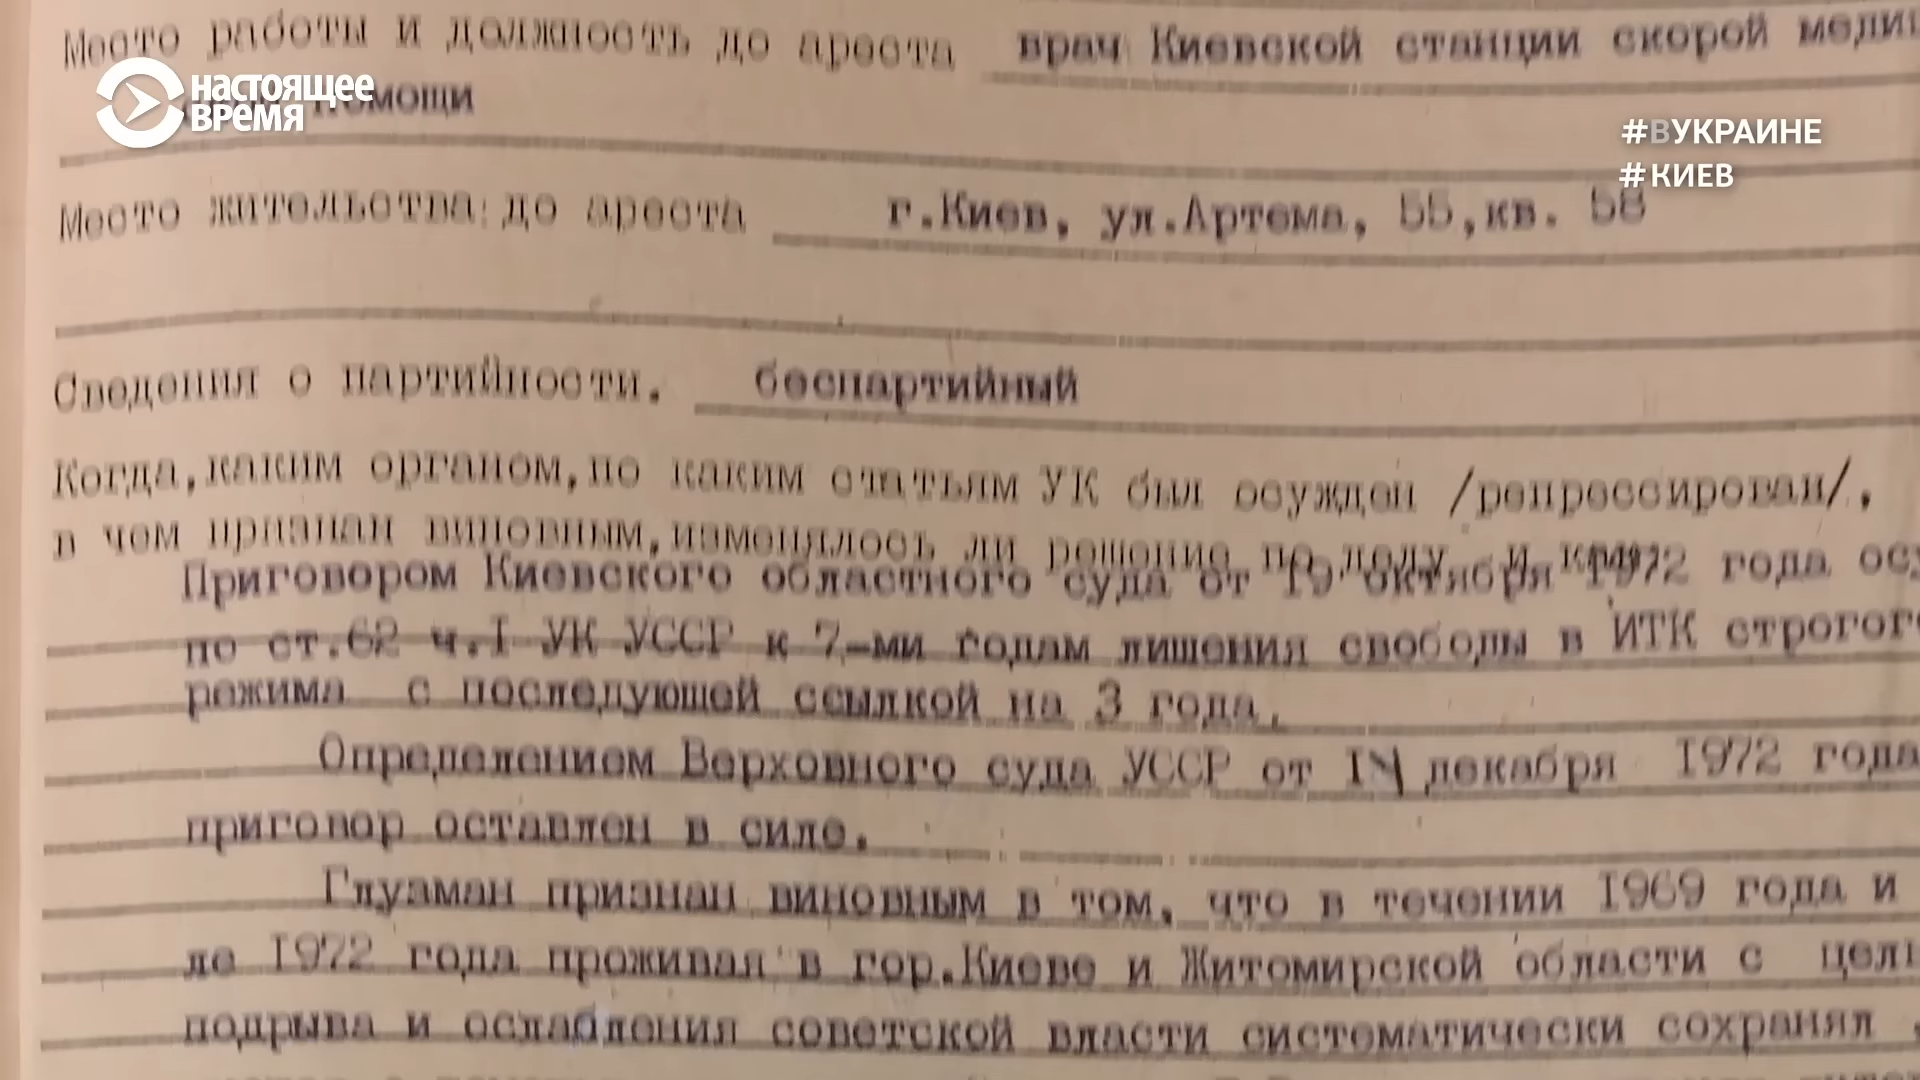 Место работы и должность до ареста врач Киевской станции скорой медиц
помощи
НАСТОЯЩЕЕ
ВРЕМЯ
#ВУКРАИНЕ
#КИЕВ
Место жительства до ареста г.Киев, ул.Артема, 55,кв. 58
Сведения о партийности. беспартийный
Когда,каким органом,по каким статьям УК был осужден /репрессирован/,
в чем признан виновным,изменялось ли решение по делу и кем:
Приговором Киевского областного суда от 19 октября 1972 года осу
по ст.62 ч.I УК УССР к 7-ми годам лишения свободы в ИТК строгого
режима с последующей ссылкой на 3 года.
Определением Верховного суда УССР от декабря 1972 года
приговор оставлен в силе.
Глузман признан виновным в том, что в течении 1969 года и
ле 1972 года проживая в гор.Киеве и Житомирской области с цель
подрыва и ослабления советской власти систематически сохранял